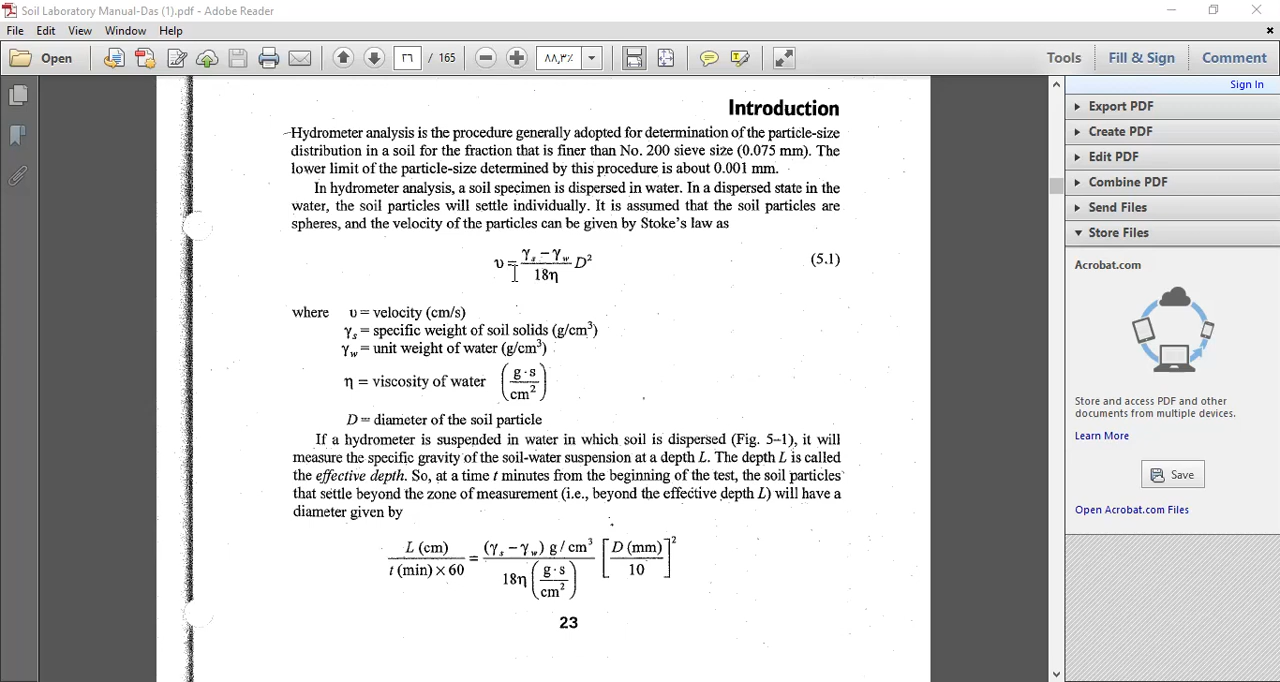 Soil Laboratory Manual-Das (1).pdf - Adobe Reader
File Edit View Window Help
Open ٢٦ / 165 ٨٨,٣٪ Tools Fill & Sign Comment
Sign In
Export PDF
Create PDF
Edit PDF
Combine PDF
Send Files
Store Files
Acrobat.com
Store and access PDF and other
documents from multiple devices.
Learn More
Save
Open Acrobat.com Files
Introduction
Hydrometer analysis is the procedure generally adopted for determination of the particle-size
distribution in a soil for the fraction that is finer than No. 200 sieve size (0.075 mm). The
lower limit of the particle-size determined by this procedure is about 0.001 mm.
In hydrometer analysis, a soil specimen is dispersed in water. In a dispersed state in the
water, the soil particles will settle individually. It is assumed that the soil particles are
spheres, and the velocity of the particles can be given by Stoke's law as
υ = (γs – γw) / 18η D² (5.1)
where υ = velocity (cm/s)
γs = specific weight of soil solids (g/cm³)
γw = unit weight of water (g/cm³)
η = viscosity of water (g·s / cm²)
D = diameter of the soil particle
If a hydrometer is suspended in water in which soil is dispersed (Fig. 5–1), it will
measure the specific gravity of the soil-water suspension at a depth L. The depth L is called
the effective depth. So, at a time t minutes from the beginning of the test, the soil particles
that settle beyond the zone of measurement (i.e., beyond the effective depth L) will have a
diameter given by
L (cm) / t (min) × 60 = (γs – γw) g / cm³ / 18η (g·s / cm²) [D (mm) / 10]²
23